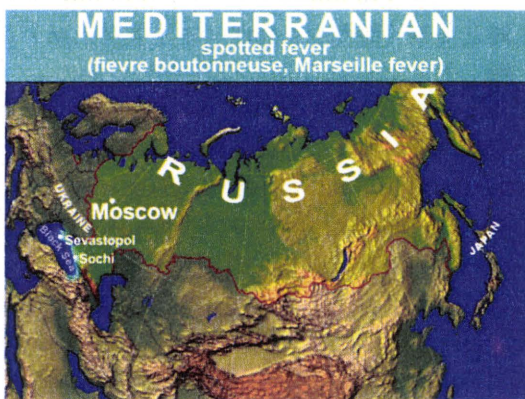 MEDITERRANIAN
spotted fever
(fievre boutonneuse, Marseille fever)
RUSSIA
UKRAINE
Moscow
Sevastopol
Black Sea
Sochi
JAPAN